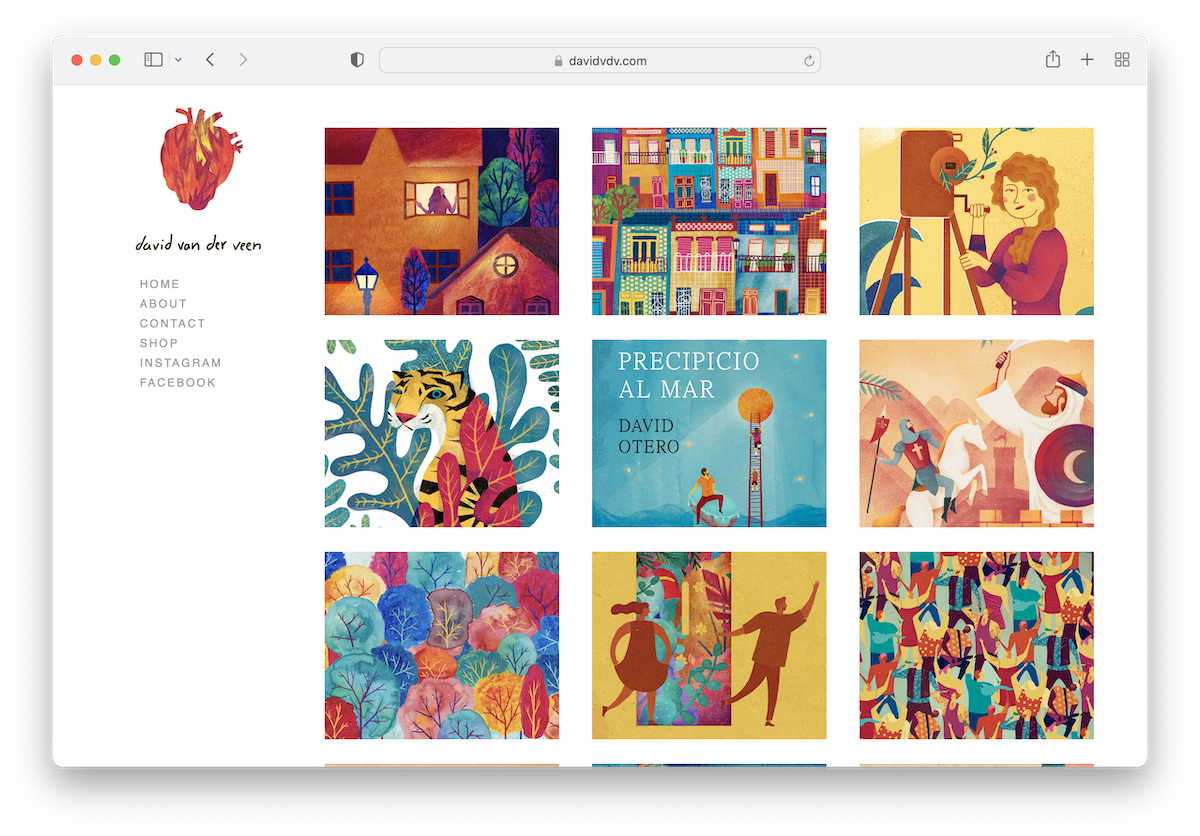 davidvdv.com
david van der veen
HOME
ABOUT
CONTACT
SHOP
INSTAGRAM
FACEBOOK
PRECIPICIO
AL MAR
DAVID
OTERO